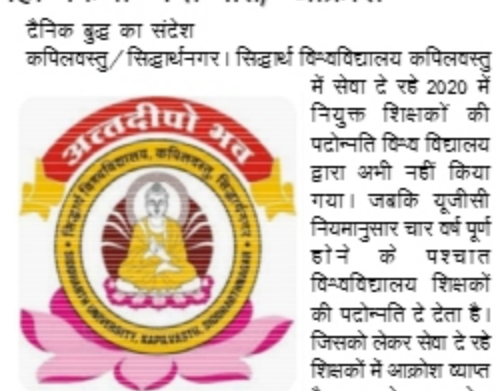 दैनिक बुद्ध का संदेश
कपिलवस्तु/सिद्धार्थनगर। सिद्धार्थ विश्वविद्यालय कपिलवस्तु
में सेवा दे रहे 2020 में
नियुक्त शिक्षकों की
पदोन्नति विश्व विद्यालय
द्वारा अभी नहीं किया
गया। जबकि यूजीसी
नियमानुसार चार वर्ष पूर्ण
होने के पश्चात
विश्वविद्यालय शिक्षकों
की पदोन्नति दे देता है।
जिसको लेकर सेवा दे रहे
शिक्षकों में आक्रोश व्याप्त
अत्तदीपो भव
सिद्धार्थ विश्वविद्यालय, कपिलवस्तु, सिद्धार्थनगर
SIDDHARTH UNIVERSITY, KAPILVASTU, SIDDHARTHNAGAR